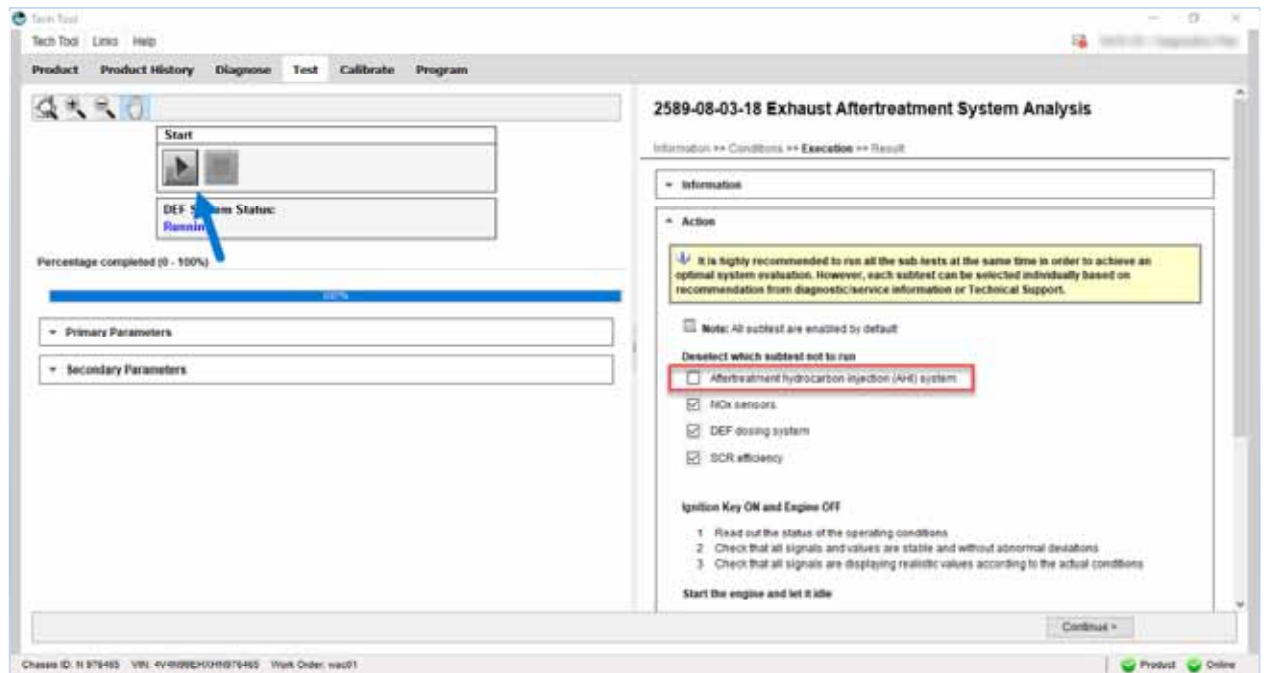 Tech Tool
Tech Tool Links Help
Product Product History Diagnose Test Calibrate Program
Start
DEF System Status:
Running
Percentage completed (0 - 100%)
100%
Primary Parameters
Secondary Parameters
2589-08-03-18 Exhaust Aftertreatment System Analysis
Information >> Conditions >> Execution >> Result
Information
Action
It is highly recommended to run all the sub-tests at the same time in order to achieve an
optimal system evaluation. However, each subtest can be selected individually based on
recommendation from diagnostic/service information or Technical Support.
Note: All subtest are enabled by default
Deselect which subtest not to run
Aftertreatment hydrocarbon injection (AHI) system
NOx sensors
DEF dosing system
SCR efficiency
Ignition Key ON and Engine OFF
1 Read out the status of the operating conditions
2 Check that all signals and values are stable and without abnormal deviations
3 Check that all signals are displaying realistic values according to the actual conditions
Start the engine and let it idle
Continue >
Chassis ID: N 976465 VIN: Work Order: wac01
Product Online